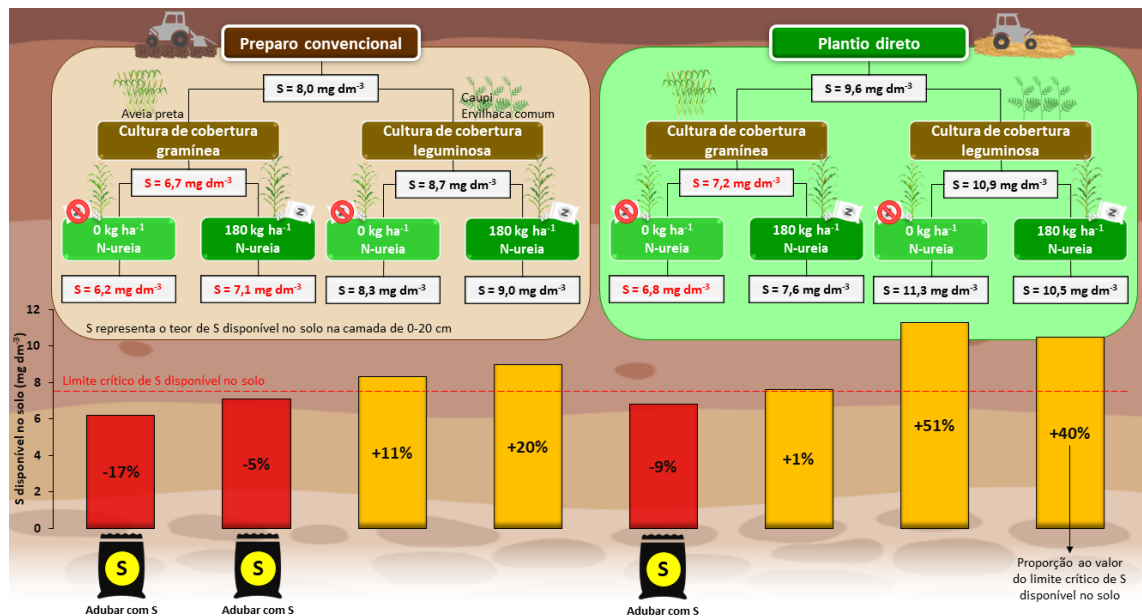 Preparo convencional
Plantio direto
S = 8,0 mg dm⁻³
S = 9,6 mg dm⁻³
Aveia preta
Caupi
Ervilhaca comum
Cultura de cobertura
gramínea
Cultura de cobertura
leguminosa
Cultura de cobertura
gramínea
Cultura de cobertura
leguminosa
S = 6,7 mg dm⁻³
S = 8,7 mg dm⁻³
S = 7,2 mg dm⁻³
S = 10,9 mg dm⁻³
N
N
N
N
0 kg ha⁻¹
N-ureia
180 kg ha⁻¹
N-ureia
0 kg ha⁻¹
N-ureia
180 kg ha⁻¹
N-ureia
0 kg ha⁻¹
N-ureia
180 kg ha⁻¹
N-ureia
0 kg ha⁻¹
N-ureia
180 kg ha⁻¹
N-ureia
S = 6,2 mg dm⁻³
S = 7,1 mg dm⁻³
S = 8,3 mg dm⁻³
S = 9,0 mg dm⁻³
S = 6,8 mg dm⁻³
S = 7,6 mg dm⁻³
S = 11,3 mg dm⁻³
S = 10,5 mg dm⁻³
S representa o teor de S disponível no solo na camada de 0-20 cm
S disponível no solo (mg dm⁻³)
12
10
8
6
4
2
0
Limite crítico de S disponível no solo
-17%
-5%
+11%
+20%
-9%
+1%
+51%
+40%
S
Adubar com S
S
Adubar com S
S
Adubar com S
Proporção ao valor
do limite crítico de S
disponível no solo